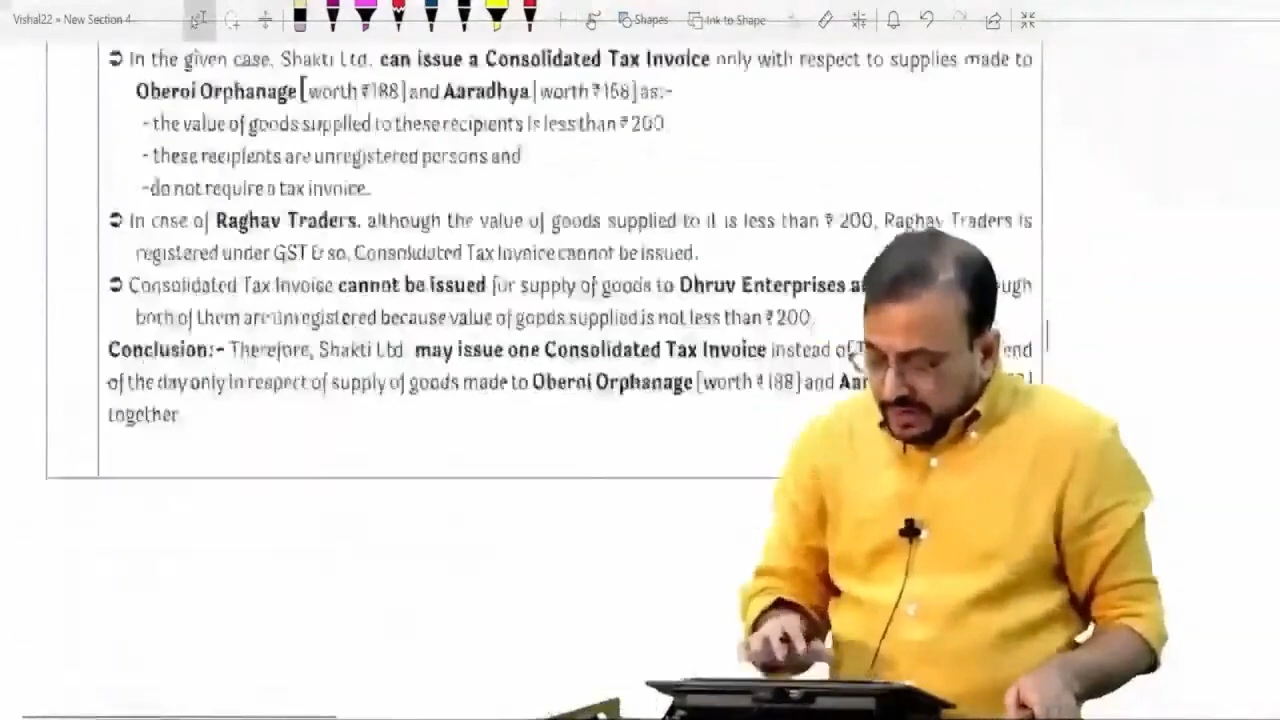 Vishal22 » New Section 4
Shapes
Ink to Shape
➲ In the given case, Shakti Ltd. can issue a Consolidated Tax Invoice only with respect to supplies made to
Oberoi Orphanage [worth ₹188] and Aaradhya [worth ₹158] as:-
- the value of goods supplied to these recipients is less than ₹ 200
- these recipients are unregistered persons and
-do not require a tax invoice.
➲ In case of Raghav Traders, although the value of goods supplied to it is less than ₹ 200, Raghav Traders is
registered under GST & so, Consolidated Tax Invoice cannot be issued.
➲ Consolidated Tax Invoice cannot be issued for supply of goods to Dhruv Enterprises
both of them are unregistered because value of goods supplied is not less than ₹ 200.
Conclusion:- Therefore, Shakti Ltd may issue one Consolidated Tax Invoice instead of end
of the day only in respect of supply of goods made to Oberoi Orphanage [worth ₹ 188] and
together